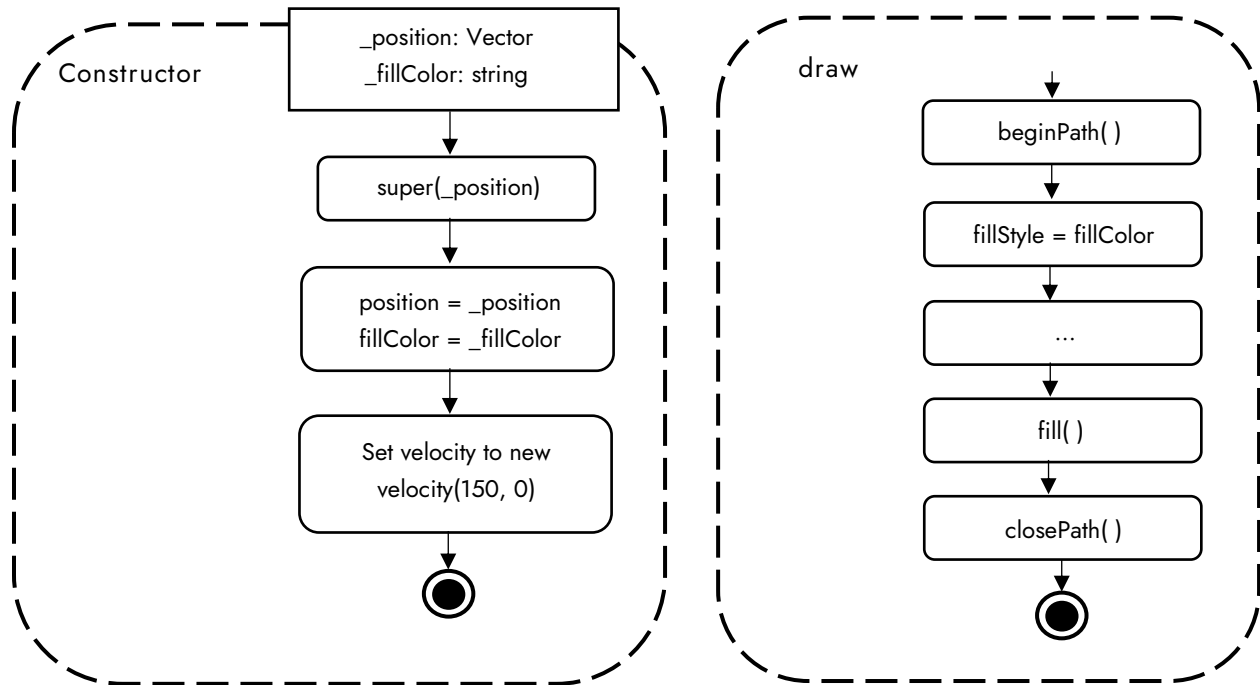 Constructor
_position: Vector
_fillColor: string
super(_position)
position = _position
fillColor = _fillColor
Set velocity to new
velocity(150, 0)
draw
beginPath( )
fillStyle = fillColor
...
fill( )
closePath( )